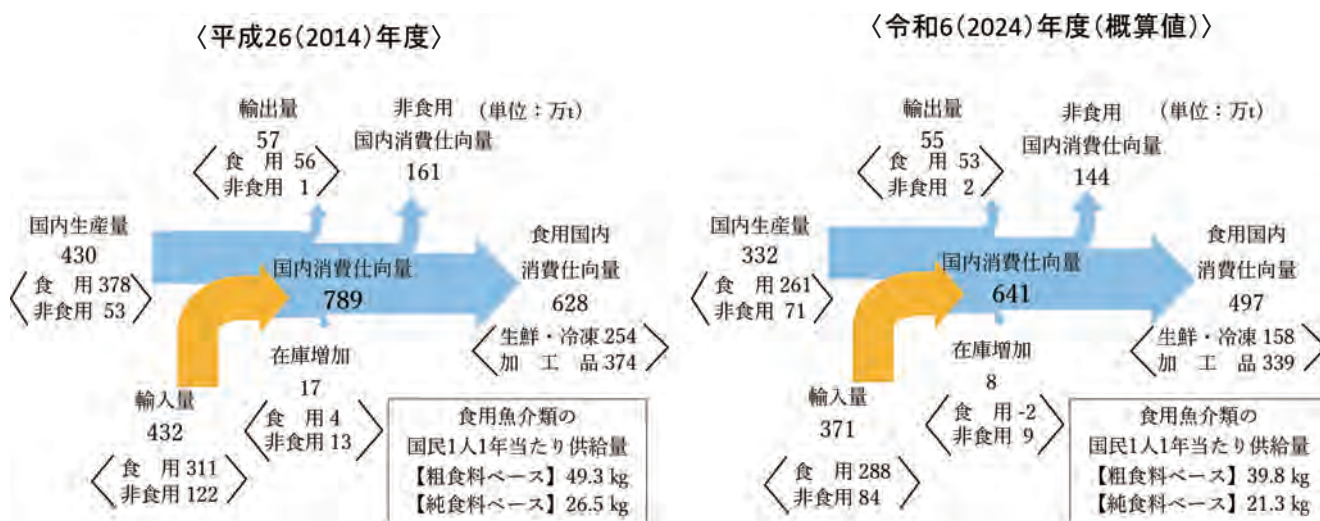 〈平成26(2014)年度〉
輸出量
57
食　用 56
非食用　1
非食用
国内消費仕向量
161
(単位：万t)
国内生産量
430
食　用 378
非食用 53
国内消費仕向量
789
食用国内
消費仕向量
628
生鮮・冷凍 254
加　工　品 374
在庫増加
17
食　用 4
非食用 13
輸入量
432
食　用 311
非食用 122
食用魚介類の
国民1人1年当たり供給量
【粗食料ベース】49.3 kg
【純食料ベース】26.5 kg
〈令和6(2024)年度(概算値)〉
輸出量
55
食　用 53
非食用　2
非食用
国内消費仕向量
144
(単位：万t)
国内生産量
332
食　用 261
非食用 71
国内消費仕向量
641
食用国内
消費仕向量
497
生鮮・冷凍 158
加　工　品 339
在庫増加
8
食　用 -2
非食用 9
輸入量
371
食　用 288
非食用 84
食用魚介類の
国民1人1年当たり供給量
【粗食料ベース】39.8 kg
【純食料ベース】21.3 kg